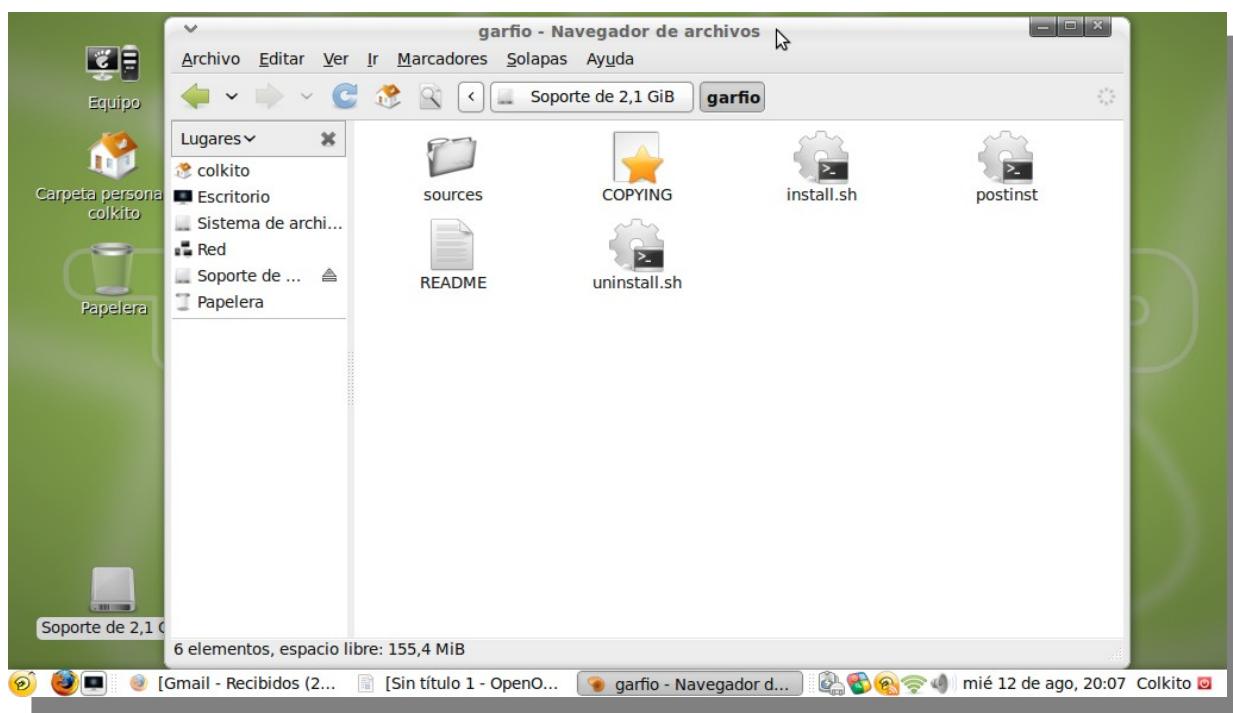 garfio - Navegador de archivos
Archivo Editar Ver Ir Marcadores Solapas Ayuda
Soporte de 2,1 GiB garfio
Equipo
Carpeta persona
colkito
Papelera
Soporte de 2,1 G
Lugares
colkito
Escritorio
Sistema de archi...
Red
Soporte de ...
Papelera
sources COPYING install.sh postinst
README uninstall.sh
6 elementos, espacio libre: 155,4 MiB
[Gmail - Recibidos (2... [Sin título 1 - OpenO... garfio - Navegador d... mié 12 de ago, 20:07 Colkito